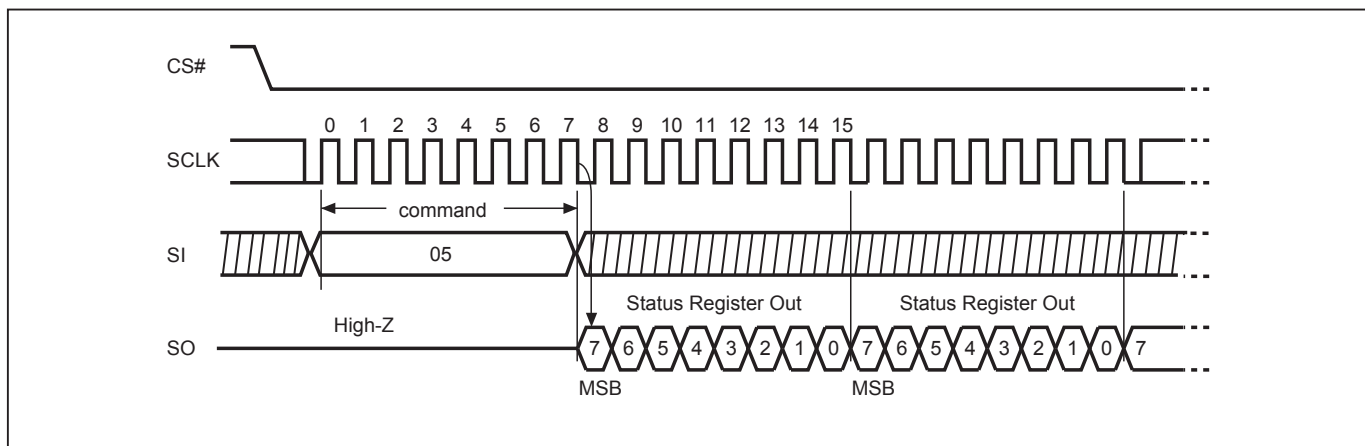 CS#
0 1 2 3 4 5 6 7 8 9 10 11 12 13 14 15
SCLK
command
SI
05
Status Register Out Status Register Out
High-Z
SO
7 6 5 4 3 2 1 0 7 6 5 4 3 2 1 0 7
MSB MSB